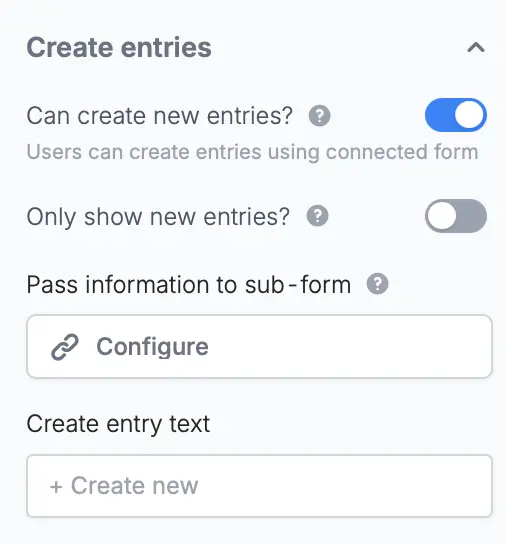 Create entries
Can create new entries? ?
Users can create entries using connected form
Only show new entries? ?
Pass information to sub-form ?
Configure
Create entry text
+ Create new